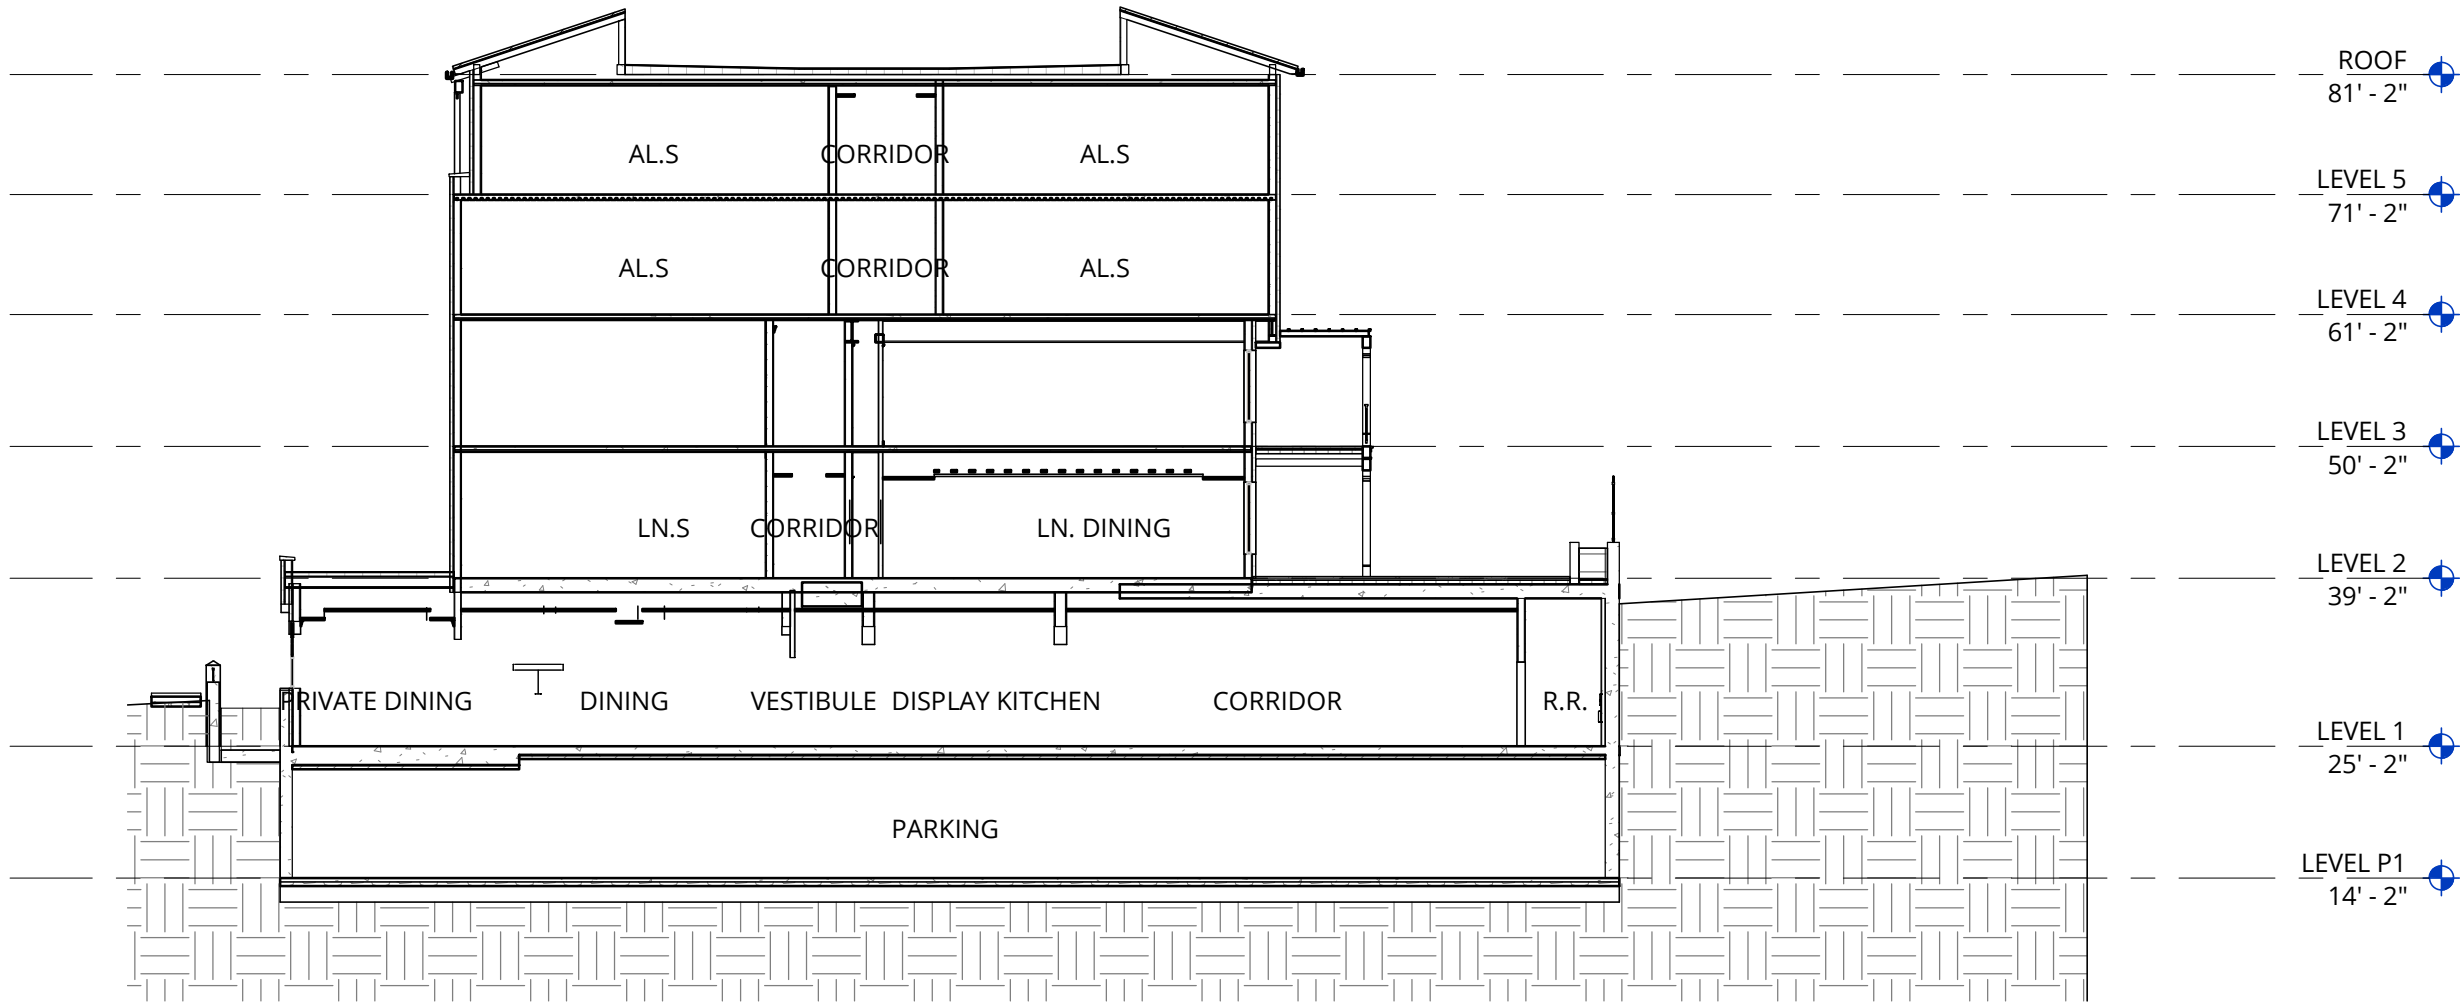 ROOF
81' - 2"
AL.S CORRIDOR AL.S
LEVEL 5
71' - 2"
AL.S CORRIDOR AL.S
LEVEL 4
61' - 2"
LEVEL 3
50' - 2"
LN.S CORRIDOR LN. DINING
LEVEL 2
39' - 2"
PRIVATE DINING DINING VESTIBULE DISPLAY KITCHEN CORRIDOR R.R.
LEVEL 1
25' - 2"
PARKING
LEVEL P1
14' - 2"